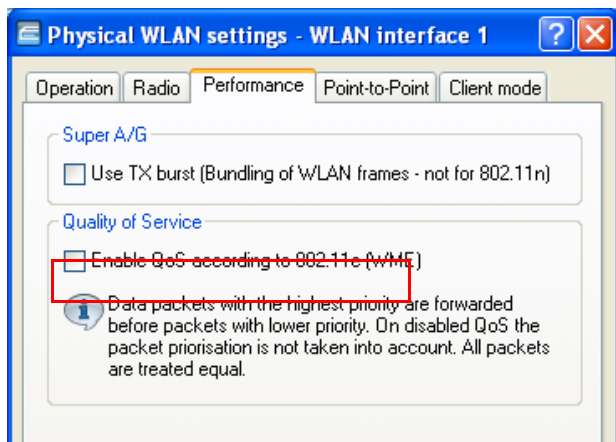 Physical WLAN settings - WLAN interface 1
Operation Radio Performance Point-to-Point Client mode
Super A/G
Use TX burst (Bundling of WLAN frames - not for 802.11n)
Quality of Service
Enable QoS according to 802.11e (WME)
Data packets with the highest priority are forwarded
before packets with lower priority. On disabled QoS the
packet priorisation is not taken into account. All packets
are treated equal.